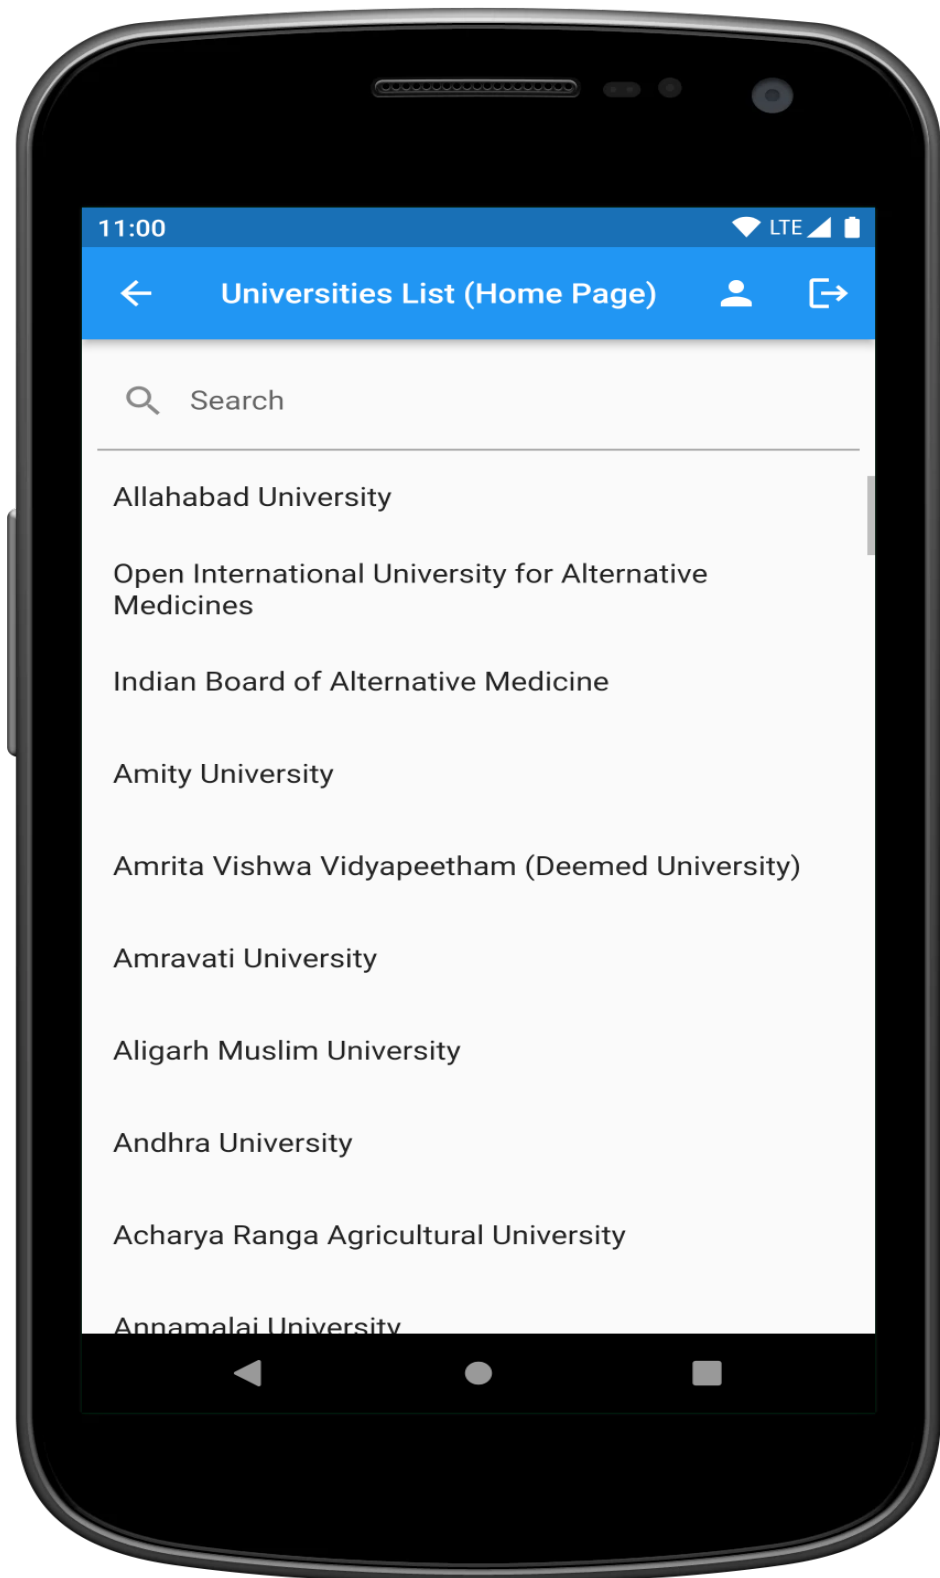 11:00 LTE
Universities List (Home Page)
Search
Allahabad University
Open International University for Alternative
Medicines
Indian Board of Alternative Medicine
Amity University
Amrita Vishwa Vidyapeetham (Deemed University)
Amravati University
Aligarh Muslim University
Andhra University
Acharya Ranga Agricultural University
Annamalai University